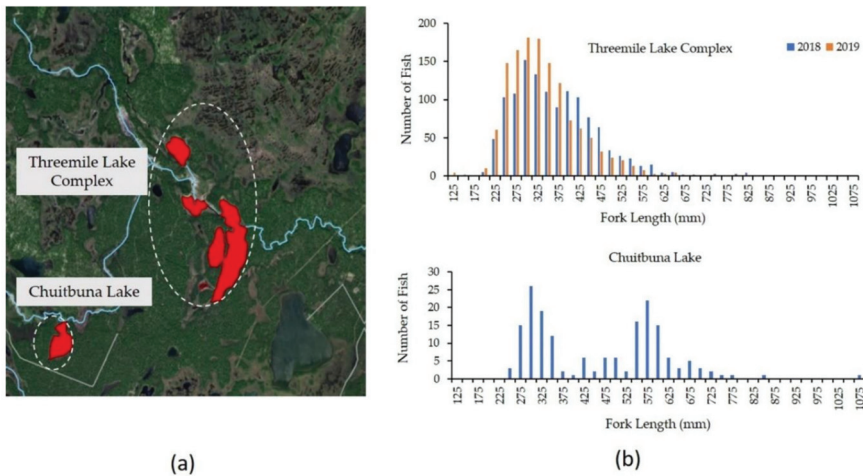 Threemile Lake
Complex
Chuitbuna Lake
(a)
Threemile Lake Complex
2018 2019
Number of Fish
200
150
100
50
0
125 175 225 275 325 375 425 475 525 575 625 675 725 775 825 875 925 975 1025 1075
Fork Length (mm)
Chuitbuna Lake
Number of Fish
30
25
20
15
10
5
0
125 175 225 275 325 375 425 475 525 575 625 675 725 775 825 875 925 975 1025 1075
Fork Length (mm)
(b)